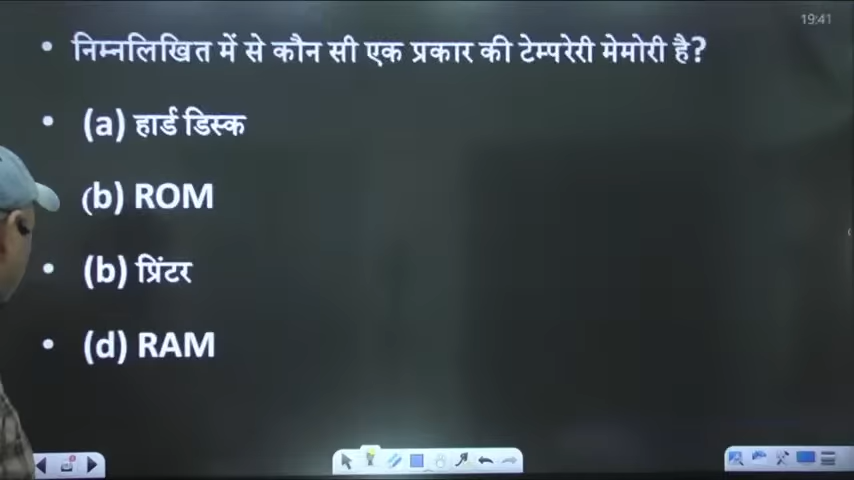 19:41
• निम्नलिखित में से कौन सी एक प्रकार की टेम्परेरी मेमोरी है?
• (a) हार्ड डिस्क
(b) ROM
• (b) प्रिंटर
• (d) RAM